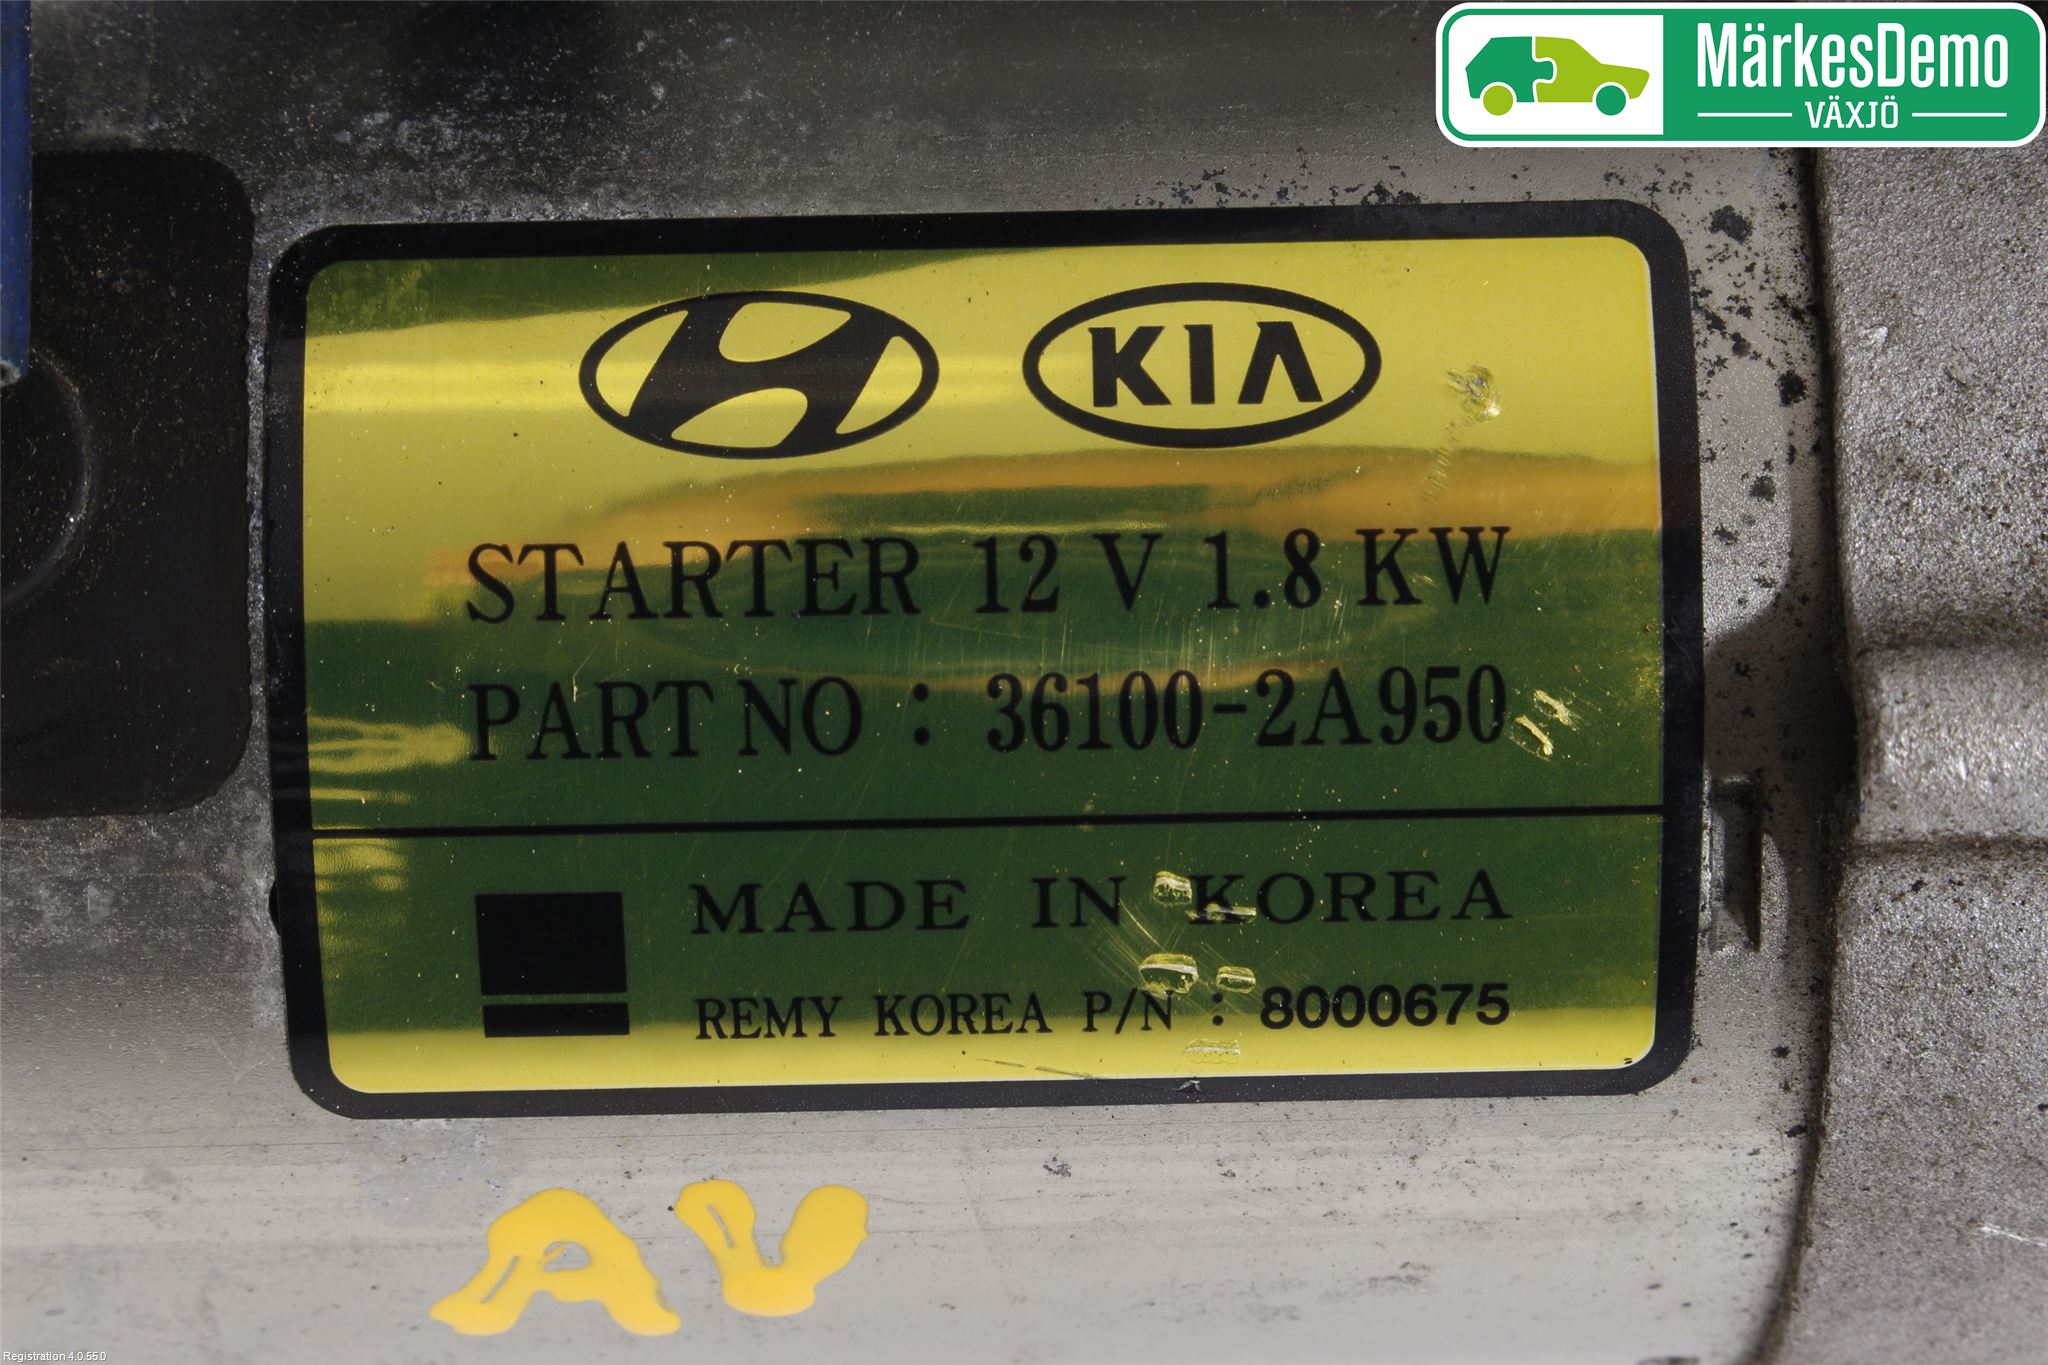 MärkesDemo
VÄXJÖ
KIA
STARTER 12 V 1.8 KW
PART NO : 36100-2A950
MADE IN KOREA
REMY KOREA P/N : 8000675
AV
Registration 4.0.55.0